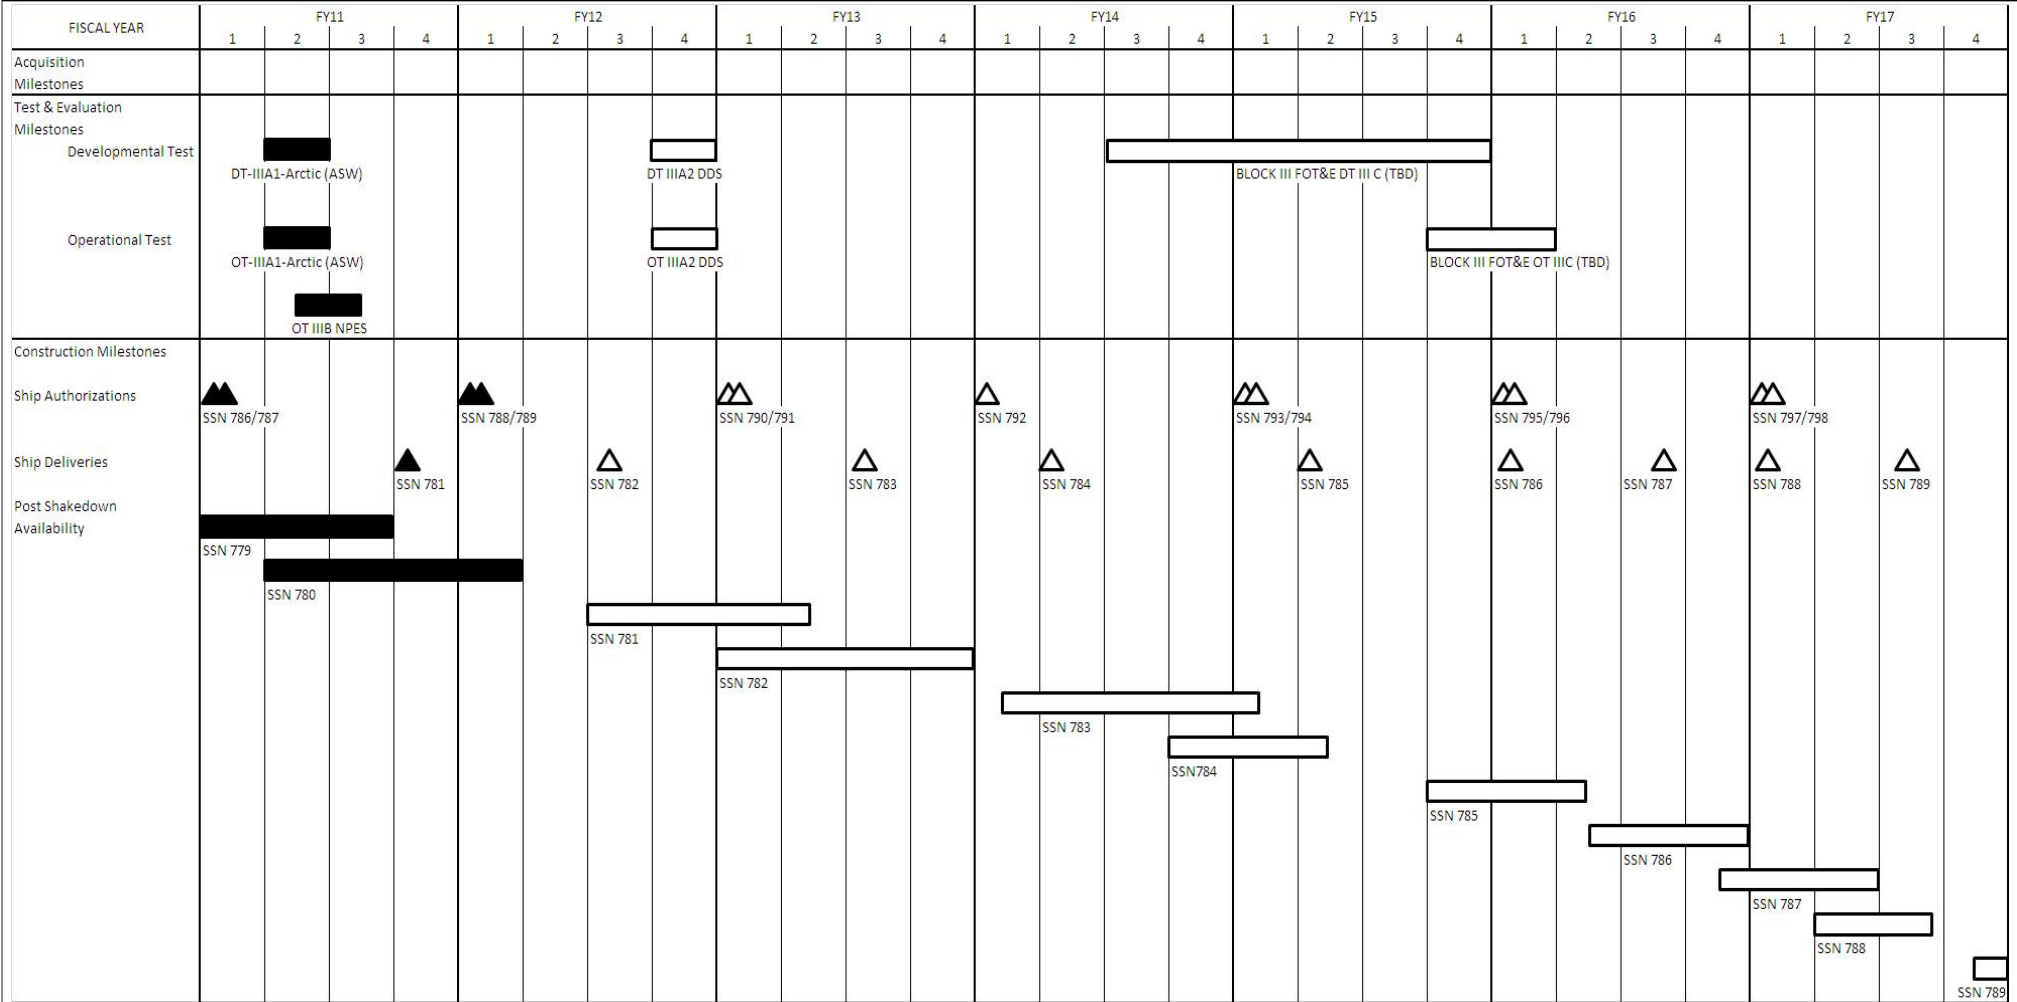 FISCAL YEAR
FY11 FY12 FY13 FY14 FY15 FY16 FY17
1 2 3 4 1 2 3 4 1 2 3 4 1 2 3 4 1 2 3 4 1 2 3 4 1 2 3 4
Acquisition
Milestones
Test & Evaluation
Milestones
Developmental Test
DT-IIIA1-Arctic (ASW) DT IIIA2 DDS BLOCK III FOT&E DT III C (TBD)
Operational Test
OT-IIIA1-Arctic (ASW) OT IIIA2 DDS BLOCK III FOT&E OT IIIC (TBD)
OT IIIB NPES
Construction Milestones
Ship Authorizations
SSN 786/787 SSN 788/789 SSN 790/791 SSN 792 SSN 793/794 SSN 795/796 SSN 797/798
Ship Deliveries
SSN 781 SSN 782 SSN 783 SSN 784 SSN 785 SSN 786 SSN 787 SSN 788 SSN 789
Post Shakedown
Availability
SSN 779
SSN 780
SSN 781
SSN 782
SSN 783
SSN784
SSN 785
SSN 786
SSN 787
SSN 788
SSN 789